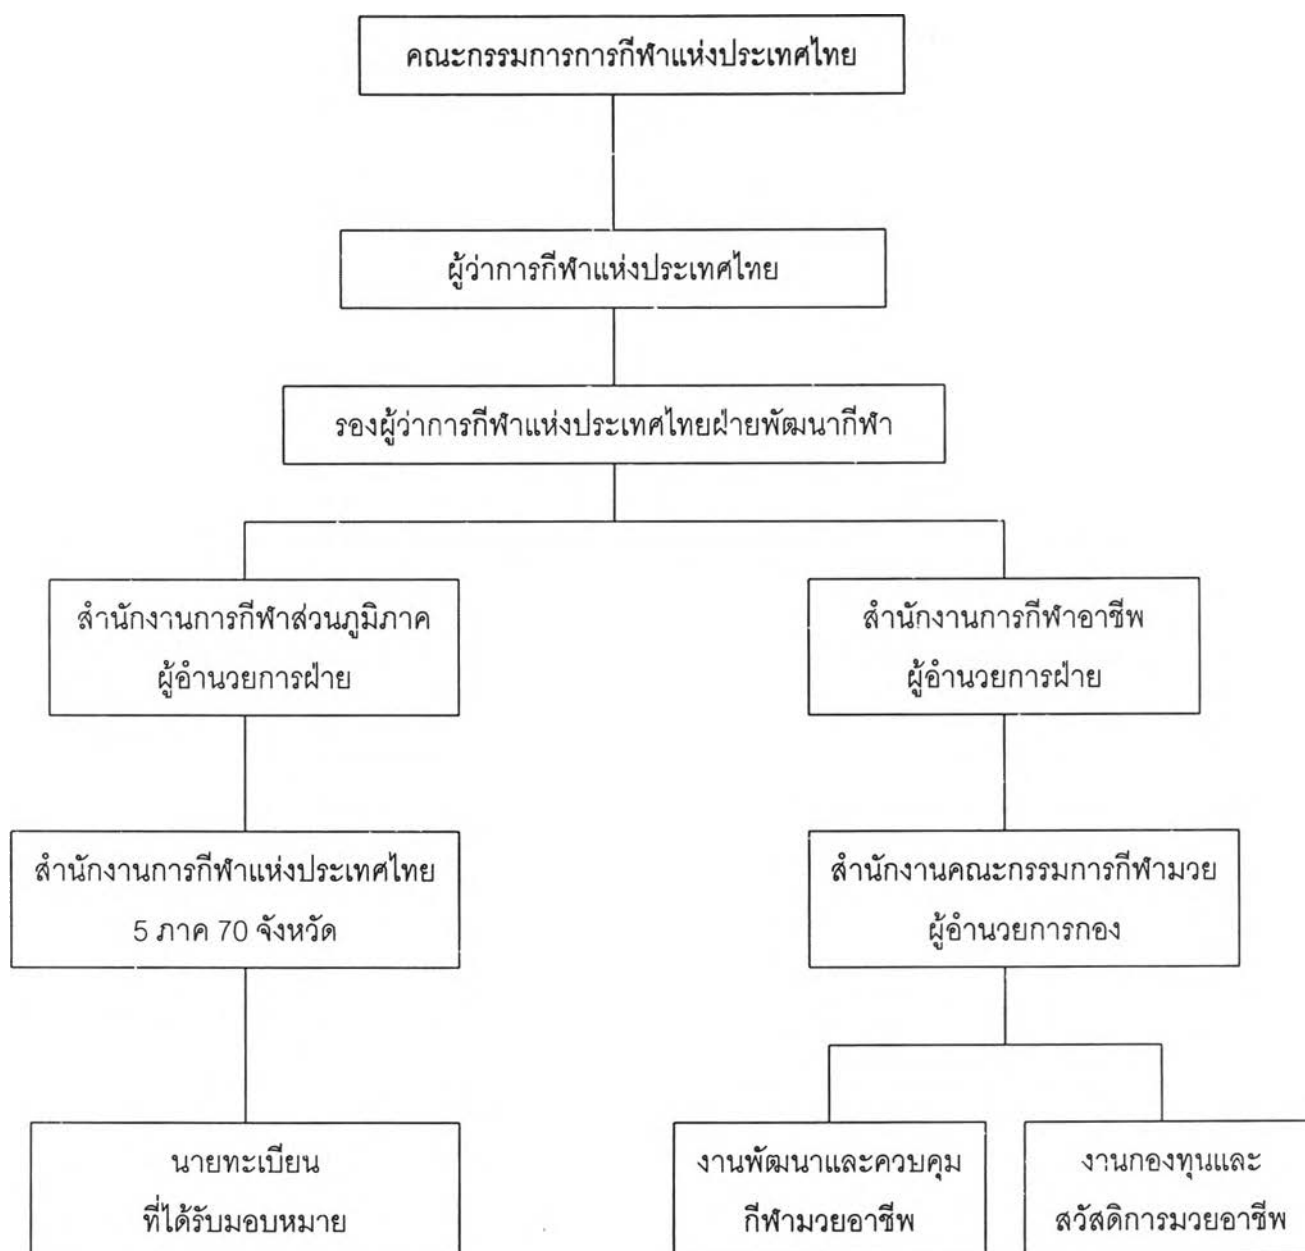 คณะกรรมการการกีฬาแห่งประเทศไทย
ผู้ว่าการกีฬาแห่งประเทศไทย
รองผู้ว่าการกีฬาแห่งประเทศไทยฝ่ายพัฒนากีฬา
สำนักงานการกีฬาส่วนภูมิภาค
ผู้อำนวยการฝ่าย
สำนักงานการกีฬาอาชีพ
ผู้อำนวยการฝ่าย
สำนักงานการกีฬาแห่งประเทศไทย
5 ภาค 70 จังหวัด
สำนักงานคณะกรรมการกีฬามวย
ผู้อำนวยการกอง
นายทะเบียน
ที่ได้รับมอบหมาย
งานพัฒนาและควบคุม
กีฬามวยอาชีพ
งานกองทุนและ
สวัสดิการมวยอาชีพ